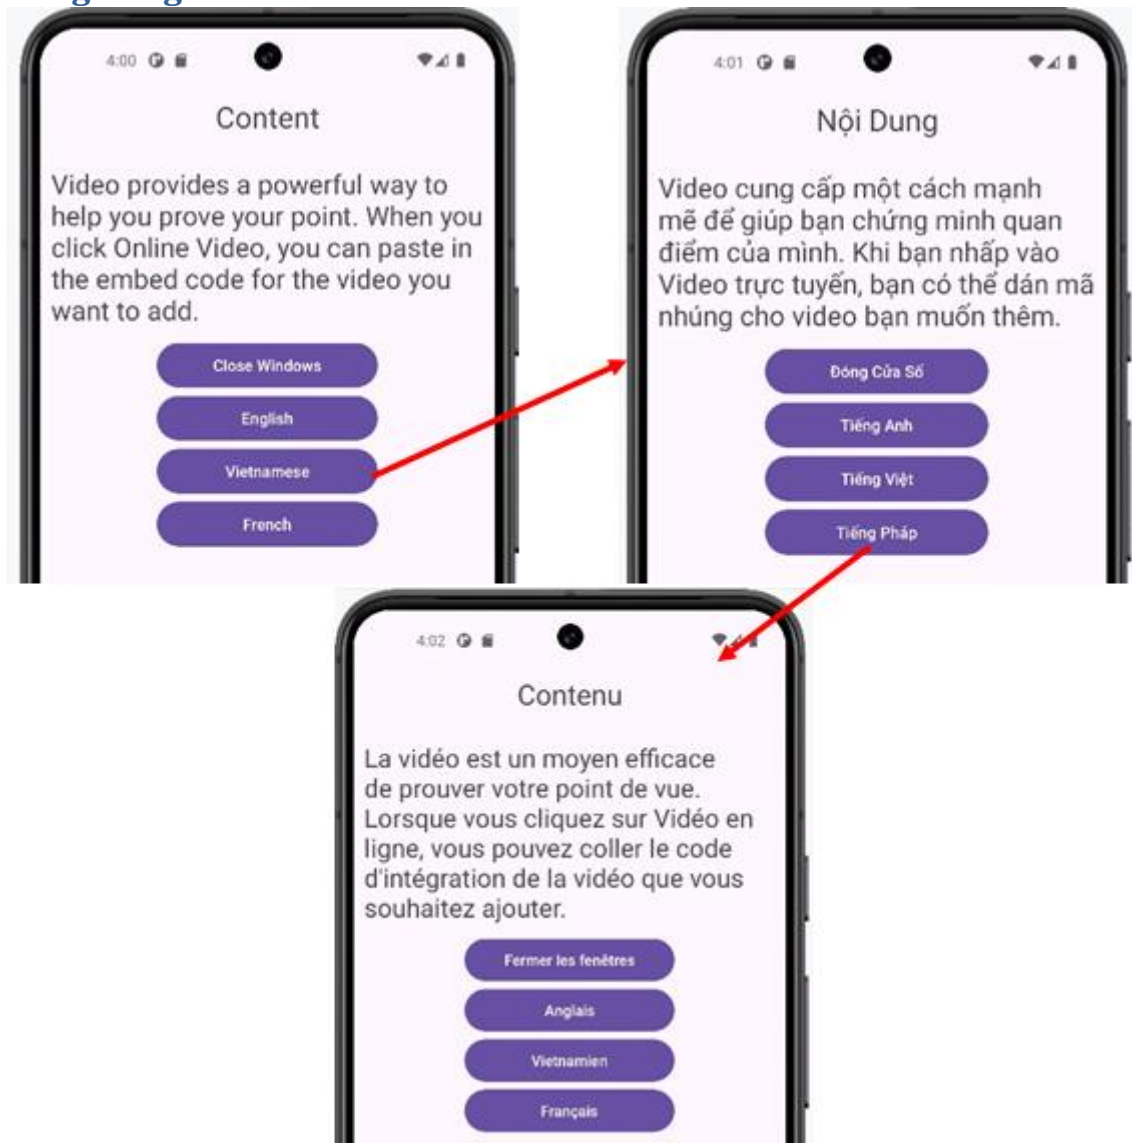 4:00
Content
Video provides a powerful way to
help you prove your point. When you
click Online Video, you can paste in
the embed code for the video you
want to add.
Close Windows
English
Vietnamese
French
4:01
Nội Dung
Video cung cấp một cách mạnh
mẽ để giúp bạn chứng minh quan
điểm của mình. Khi bạn nhấp vào
Video trực tuyến, bạn có thể dán mã
nhúng cho video bạn muốn thêm.
Đóng Cửa Sổ
Tiếng Anh
Tiếng Việt
Tiếng Pháp
4:02
Contenu
La vidéo est un moyen efficace
de prouver votre point de vue.
Lorsque vous cliquez sur Vidéo en
ligne, vous pouvez coller le code
d'intégration de la vidéo que vous
souhaitez ajouter.
Fermer les fenêtres
Anglais
Vietnamien
Français